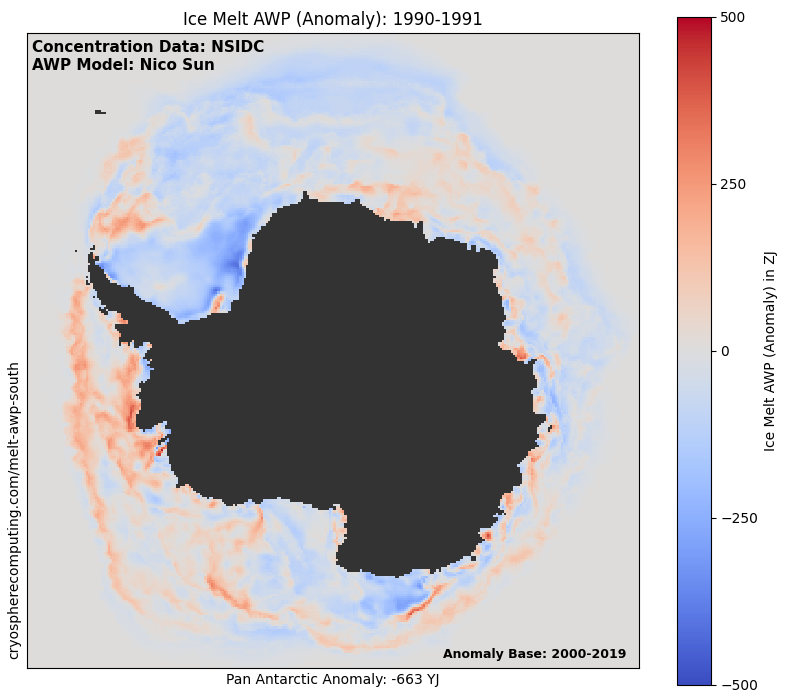 Ice Melt AWP (Anomaly): 1990-1991
Concentration Data: NSIDC
AWP Model: Nico Sun
cryospherecomputing.com/melt-awp-south
Anomaly Base: 2000-2019
Pan Antarctic Anomaly: -663 YJ
500
250
0
−250
−500
Ice Melt AWP (Anomaly) in ZJ